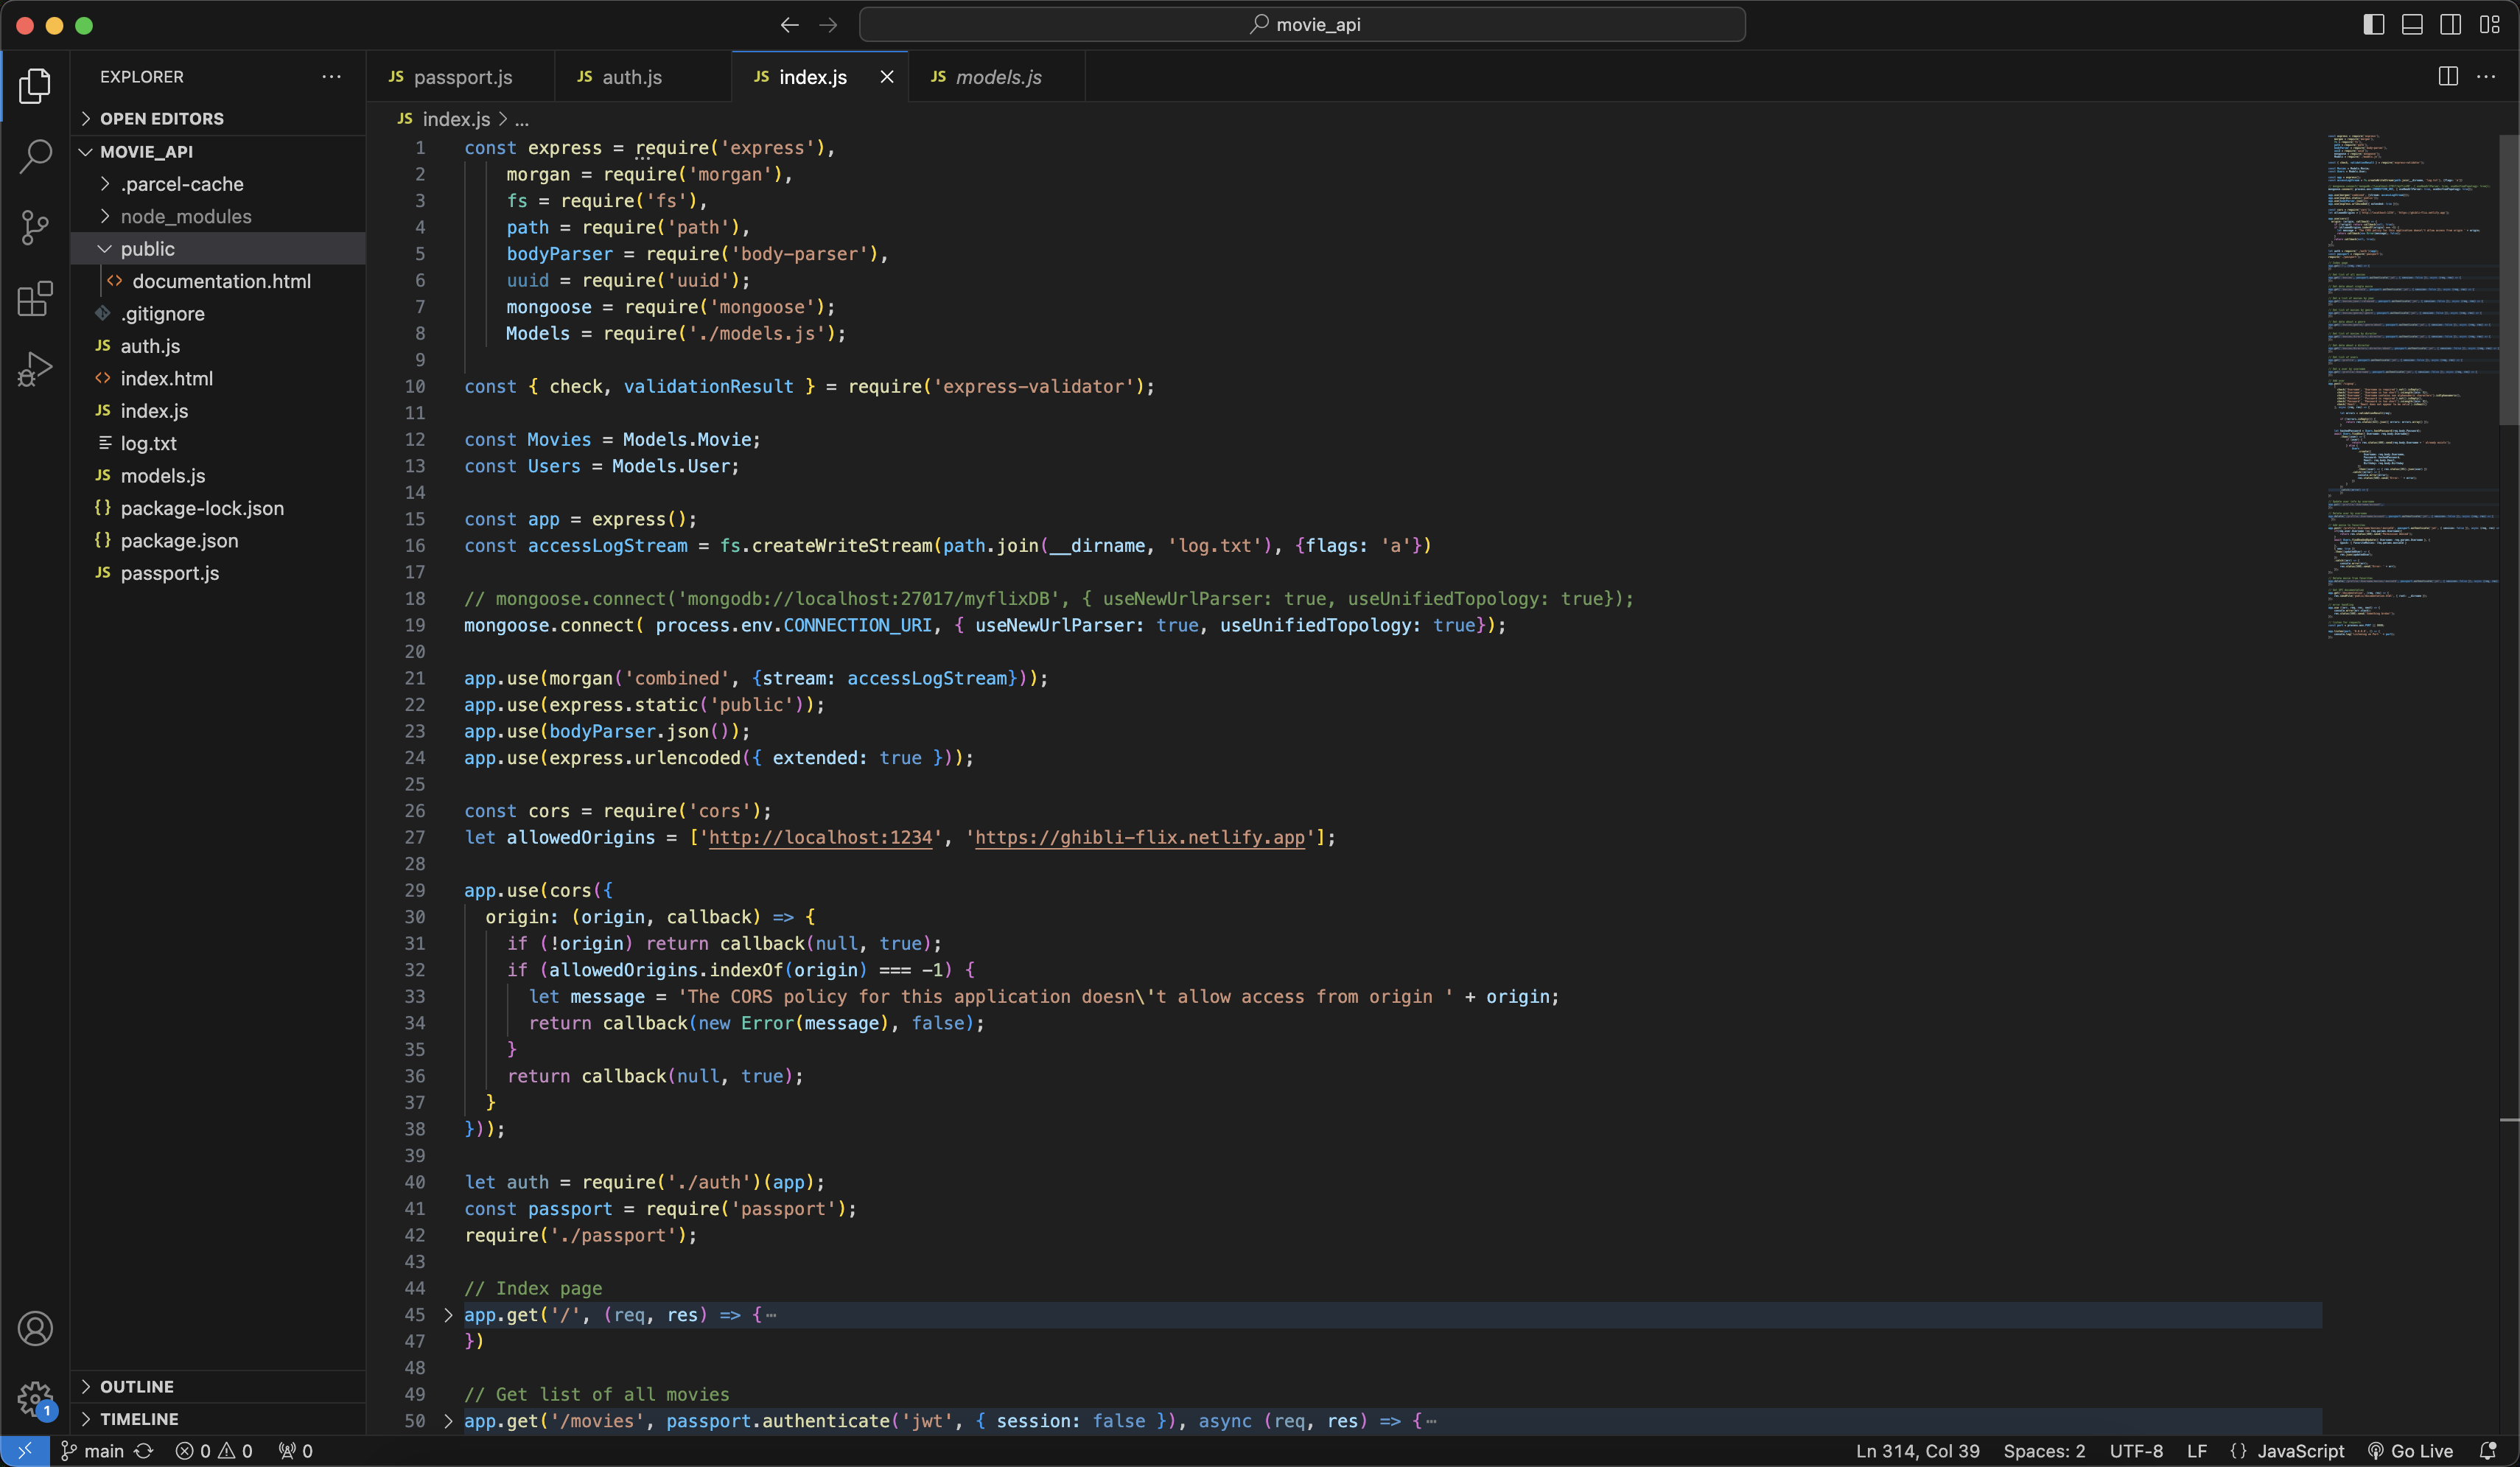 movie_api
EXPLORER
JS passport.js
JS auth.js
JS index.js
JS models.js
OPEN EDITORS
MOVIE_API
.parcel-cache
node_modules
public
documentation.html
.gitignore
JS auth.js
index.html
JS index.js
log.txt
JS models.js
{} package-lock.json
{} package.json
JS passport.js
OUTLINE
TIMELINE
JS index.js > ...
1 const express = require('express'),
2 morgan = require('morgan'),
3 fs = require('fs'),
4 path = require('path'),
5 bodyParser = require('body-parser'),
6 uuid = require('uuid');
7 mongoose = require('mongoose');
8 Models = require('./models.js');
9
10 const { check, validationResult } = require('express-validator');
11
12 const Movies = Models.Movie;
13 const Users = Models.User;
14
15 const app = express();
16 const accessLogStream = fs.createWriteStream(path.join(__dirname, 'log.txt'), {flags: 'a'})
17
18 // mongoose.connect('mongodb://localhost:27017/myflixDB', { useNewUrlParser: true, useUnifiedTopology: true});
19 mongoose.connect( process.env.CONNECTION_URI, { useNewUrlParser: true, useUnifiedTopology: true});
20
21 app.use(morgan('combined', {stream: accessLogStream}));
22 app.use(express.static('public'));
23 app.use(bodyParser.json());
24 app.use(express.urlencoded({ extended: true }));
25
26 const cors = require('cors');
27 let allowedOrigins = ['http://localhost:1234', 'https://ghibli-flix.netlify.app'];
28
29 app.use(cors({
30 origin: (origin, callback) => {
31 if (!origin) return callback(null, true);
32 if (allowedOrigins.indexOf(origin) === -1) {
33 let message = 'The CORS policy for this application doesn\'t allow access from origin ' + origin;
34 return callback(new Error(message), false);
35 }
36 return callback(null, true);
37 }
38 }));
39
40 let auth = require('./auth')(app);
41 const passport = require('passport');
42 require('./passport');
43
44 // Index page
45 app.get('/', (req, res) => {⋯
47 })
48
49 // Get list of all movies
50 app.get('/movies', passport.authenticate('jwt', { session: false }), async (req, res) => {⋯
1
main 0 0 0
Ln 314, Col 39 Spaces: 2 UTF-8 LF {} JavaScript Go Live